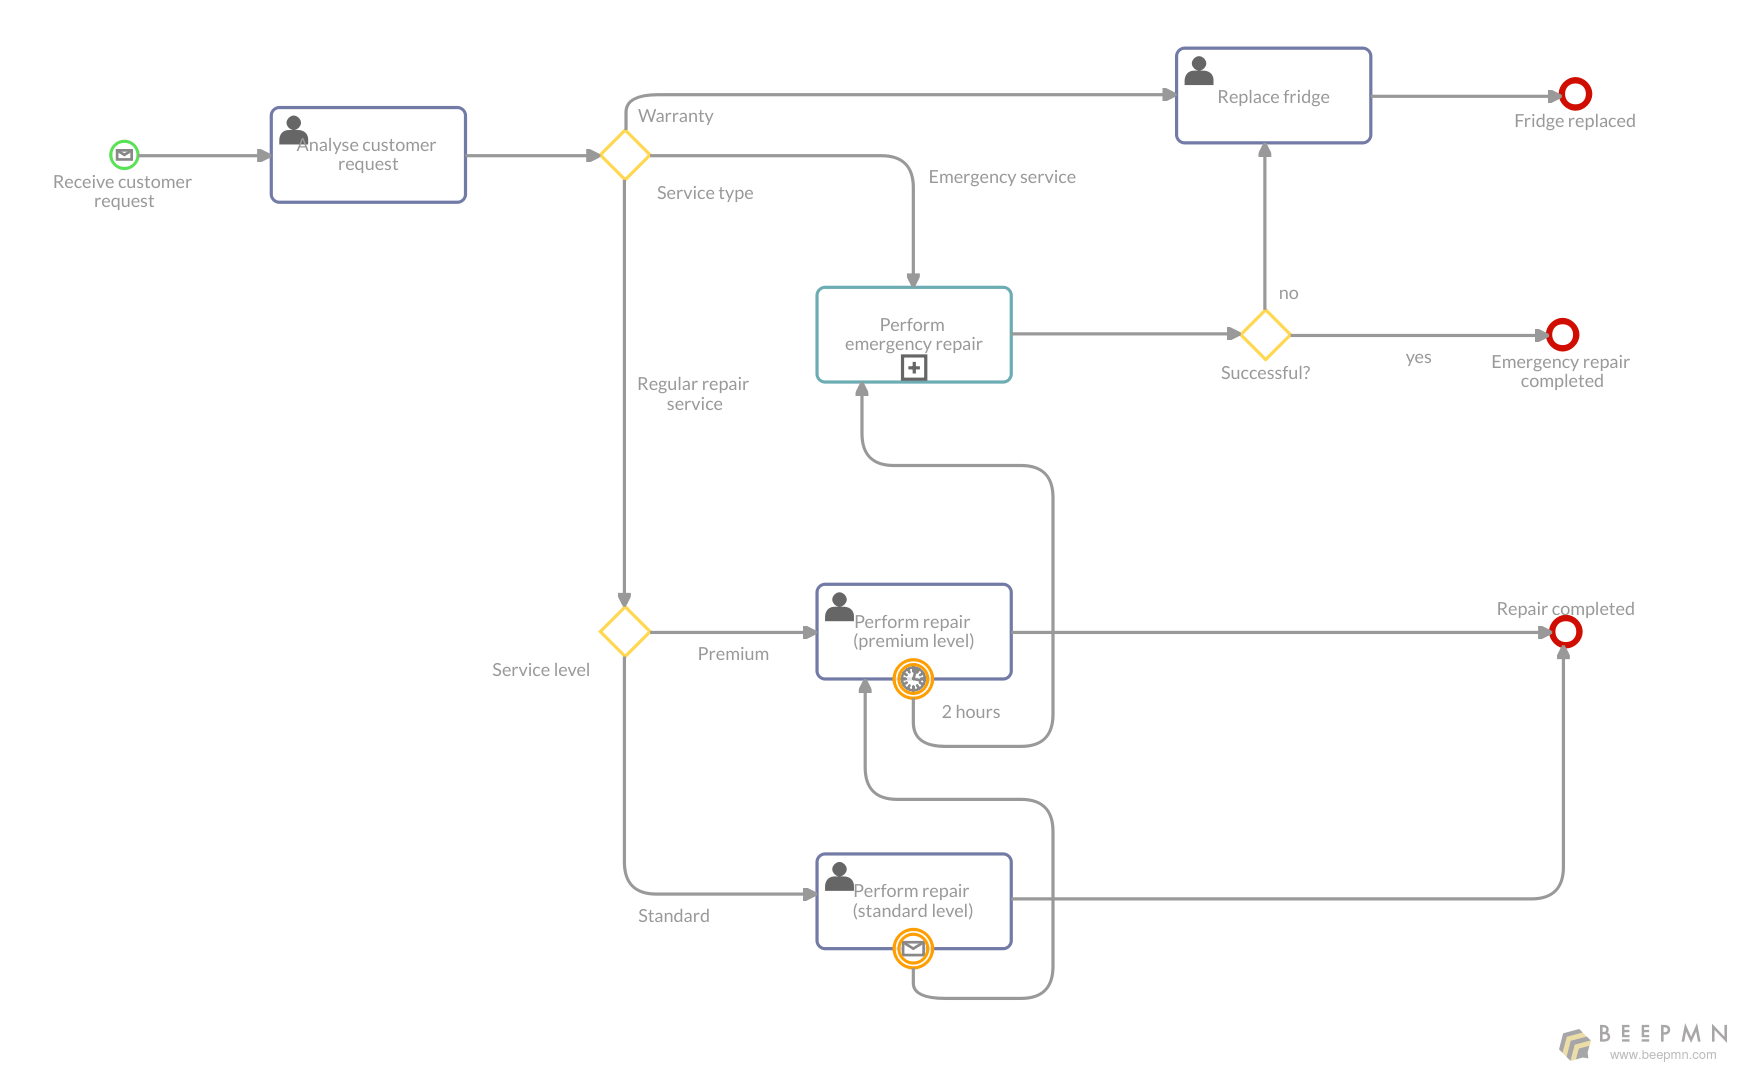 Warranty
Replace fridge
Fridge replaced
Analyse customer
request
Receive customer
request
Service type
Emergency service
Perform
emergency repair
no
Successful?
yes
Emergency repair
completed
Regular repair
service
Service level
Premium
Perform repair
(premium level)
2 hours
Repair completed
Standard
Perform repair
(standard level)
BEEPMN
www.beepmn.com